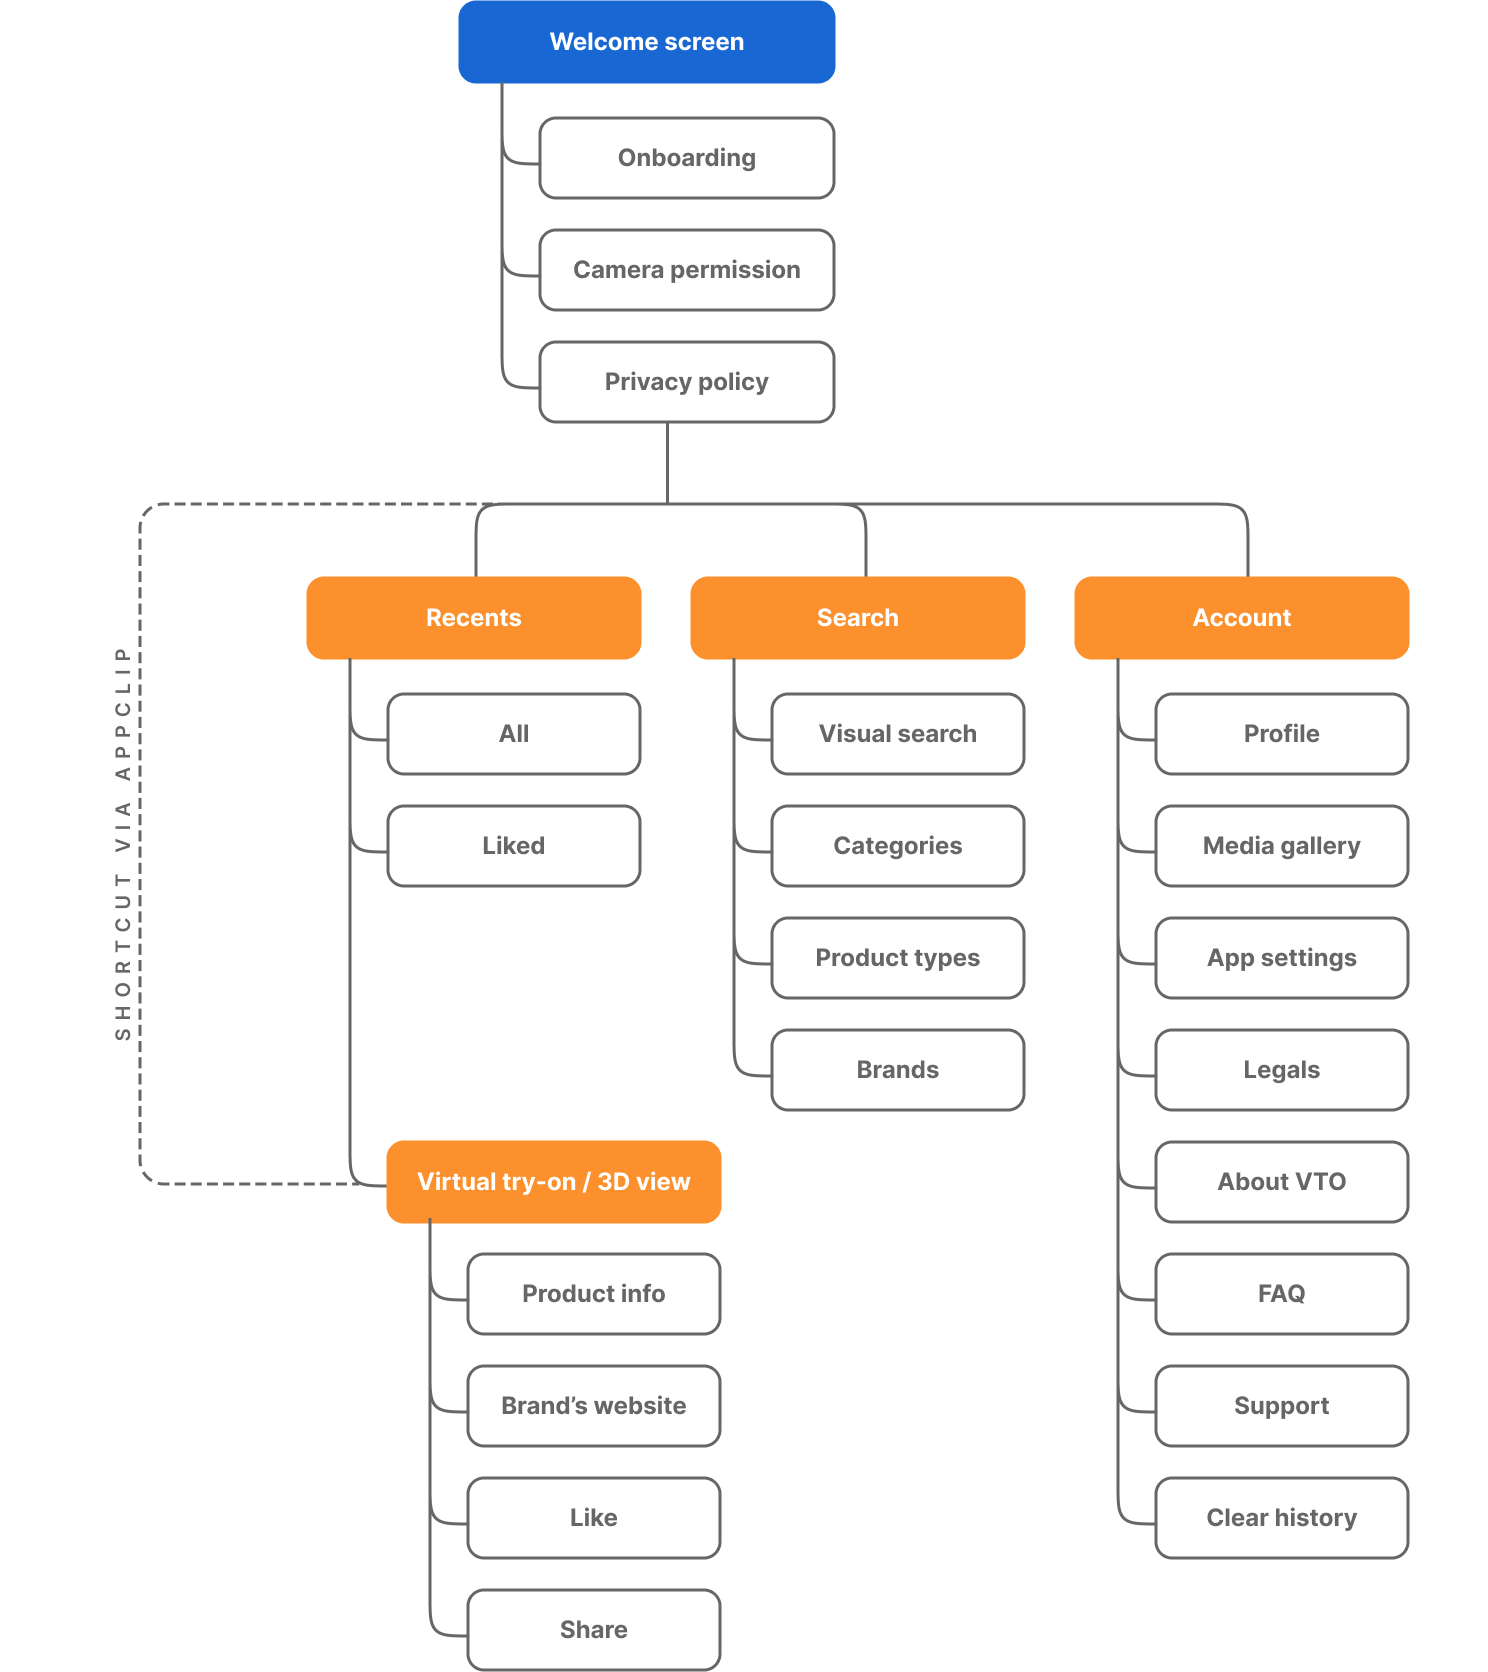 Welcome screen
Onboarding
Camera permission
Privacy policy
SHORTCUT VIA APPCLIP
Recents
All
Liked
Virtual try-on / 3D view
Product info
Brand’s website
Like
Share
Search
Visual search
Categories
Product types
Brands
Account
Profile
Media gallery
App settings
Legals
About VTO
FAQ
Support
Clear history